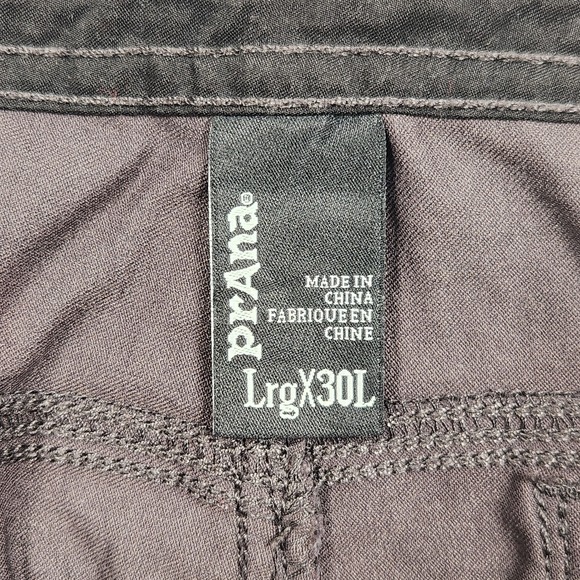 prAna®
MADE IN
CHINA
FABRIQUE EN
CHINE
LrgX30L